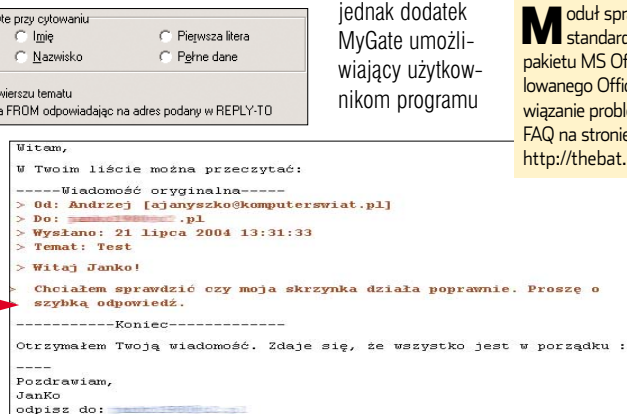 te przy cytowaniu
Imię
Pierwsza litera
Nazwisko
Pełne dane
wierszu tematu
a FROM odpowiadając na adres podany w REPLY-TO
jednak dodatek
MyGate umożli-
wiający użytkow-
nikom programu
Moduł spr
standard
pakietu MS Of
lowanego Offic
wiązanie proble
FAQ na stronie
http://thebat.
Witam,
W Twoim liście można przeczytać:
-----Wiadomość oryginalna-----
> Od: Andrzej [ajanyszko@komputerswiat.pl]
> Do: .pl
> Wysłano: 21 lipca 2004 13:31:33
> Temat: Test
> Witaj Janko!
> Chciałem sprawdzić czy moja skrzynka działa poprawnie. Proszę o
szybką odpowiedź.
-----------Koniec-------------
Otrzymałem Twoją wiadomość. Zdaje się, że wszystko jest w porządku :
----
Pozdrawiam,
JanKo
odpisz do: